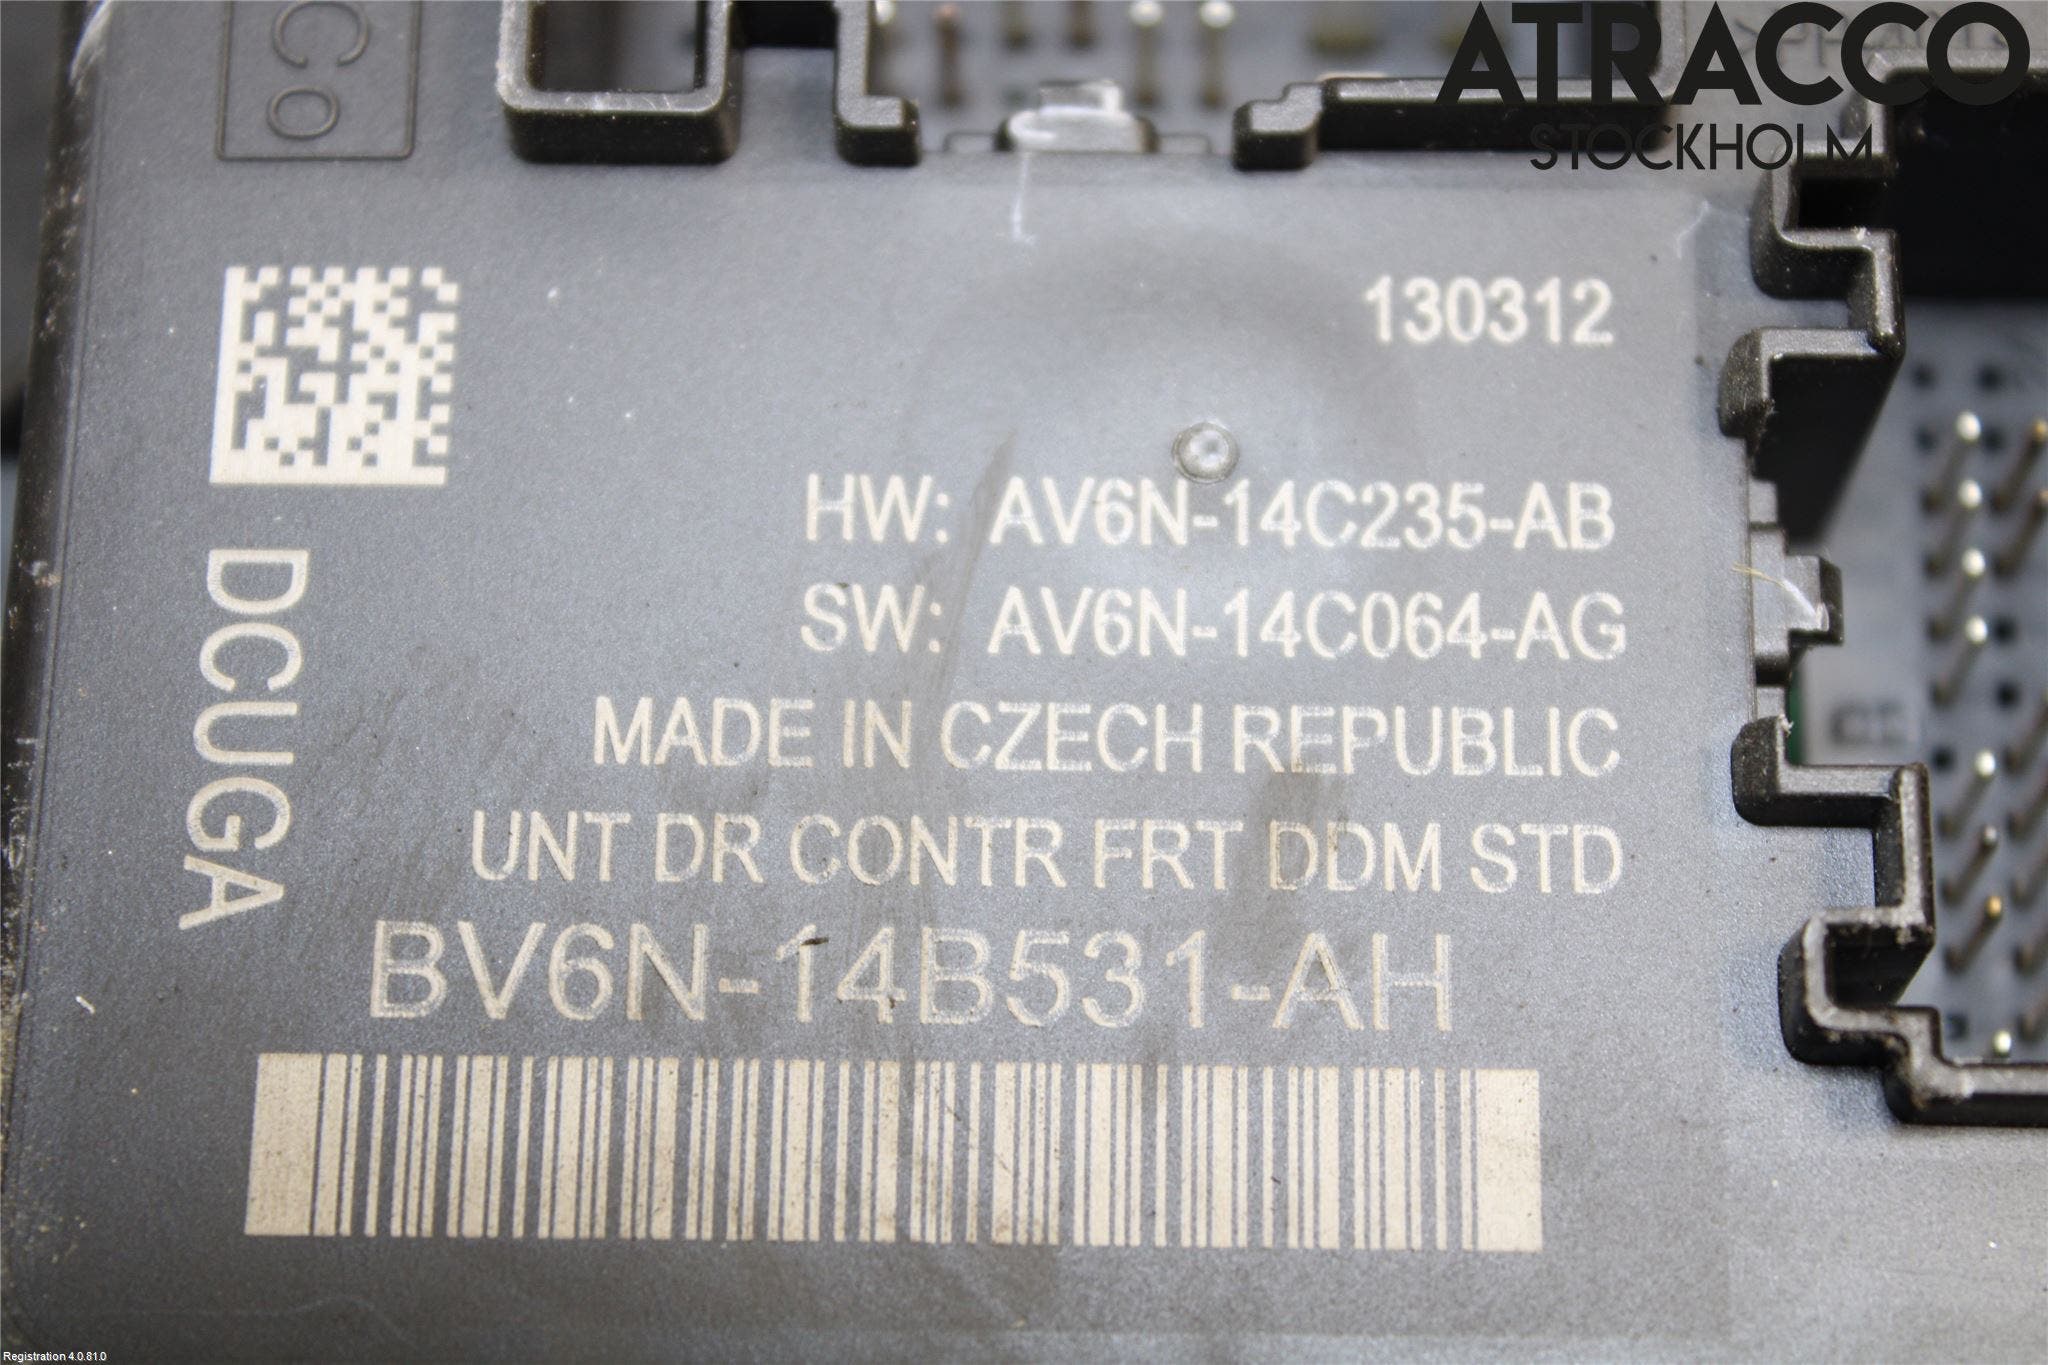 Co
ATRACCO
STOCKHOLM
130312
HW: AV6N-14C235-AB
SW: AV6N-14C064-AG
MADE IN CZECH REPUBLIC
UNT DR CONTR FRT DDM STD
BV6N-14B531-AH
DCUGA
Registration 4.0.81.0